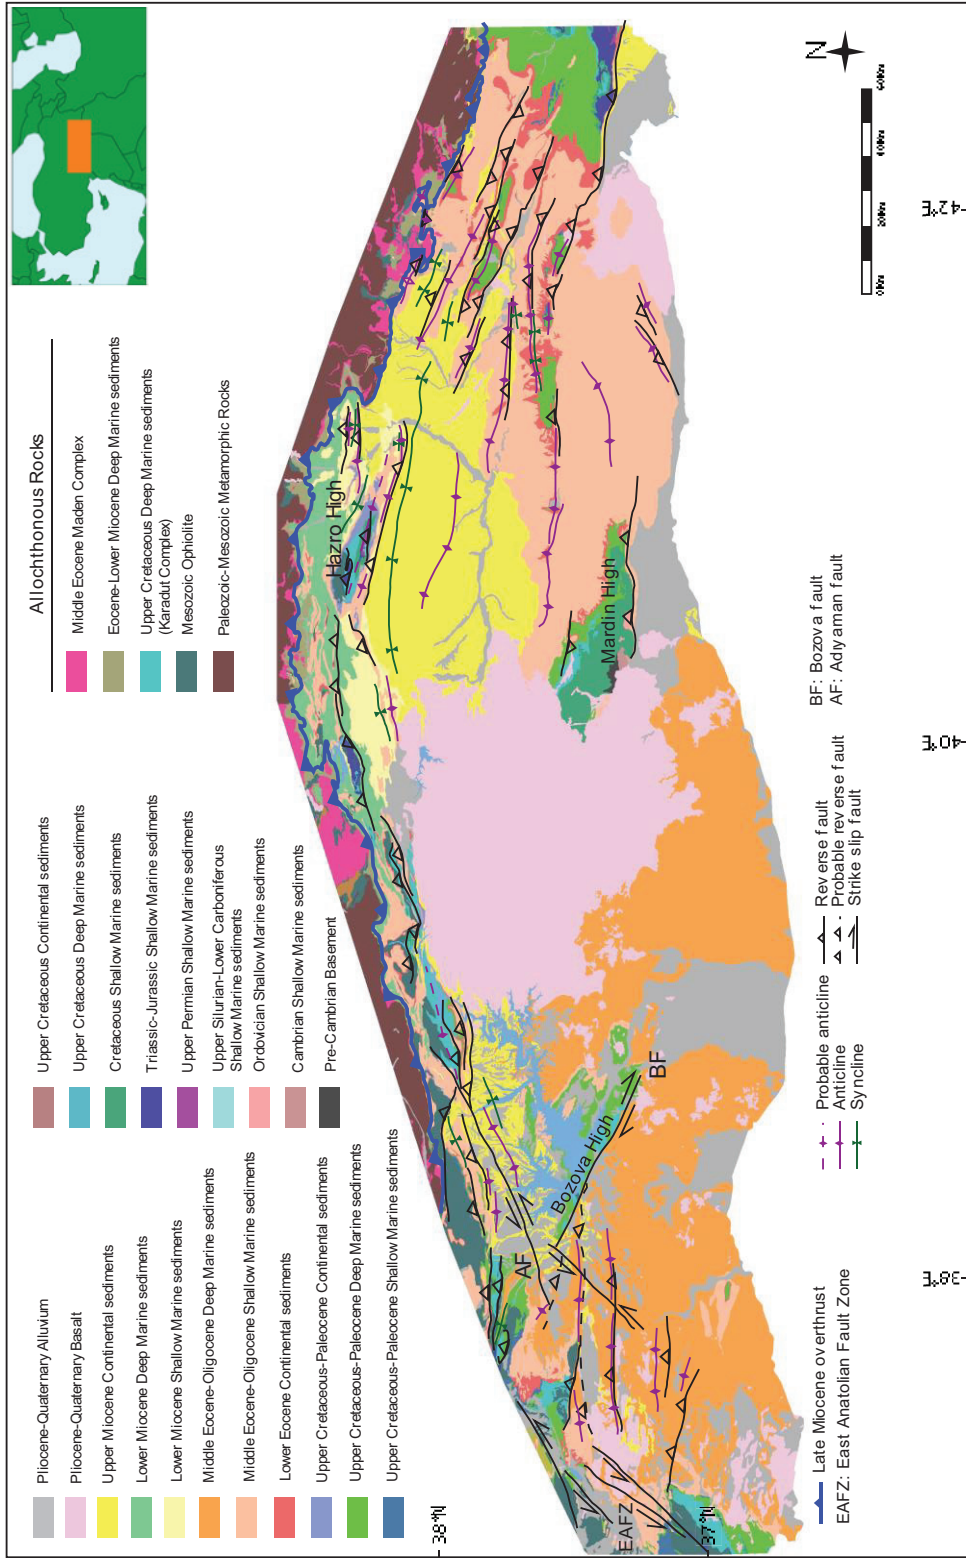 Pliocene-Quaternary Alluvium
Pliocene-Quaternary Basalt
Upper Miocene Continental sediments
Lower Miocene Deep Marine sediments
Lower Miocene Shallow Marine sediments
Middle Eocene-Oligocene Deep Marine sediments
Middle Eocene-Oligocene Shallow Marine sediments
Lower Eocene Continental sediments
Upper Cretaceous-Paleocene Continental sediments
Upper Cretaceous-Paleocene Deep Marine sediments
Upper Cretaceous-Paleocene Shallow Marine sediments
Upper Cretaceous Continental sediments
Upper Cretaceous Deep Marine sediments
Cretaceous Shallow Marine sediments
Triassic-Jurassic Shallow Marine sediments
Upper Permian Shallow Marine sediments
Upper Silurian-Lower Carboniferous
Shallow Marine sediments
Ordovician Shallow Marine sediments
Cambrian Shallow Marine sediments
Pre-Cambrian Basement
Allochthonous Rocks
Middle Eocene Maden Complex
Eocene-Lower Miocene Deep Marine sediments
Upper Cretaceous Deep Marine sediments
(Karadut Complex)
Mesozoic Ophiolite
Paleozoic-Mesozoic Metamorphic Rocks
38°N
37°N
EAFZ
AF
Bozova High
BF
Hazro High
Mardin High
38°E
40°E
42°E
Late Miocene overthrust
EAFZ: East Anatolian Fault Zone
Probable anticline
Anticline
Syncline
Reverse fault
Probable reverse fault
Strike slip fault
BF: Bozova fault
AF: Adyaman fault
0Km 20Km 40Km 60Km
N